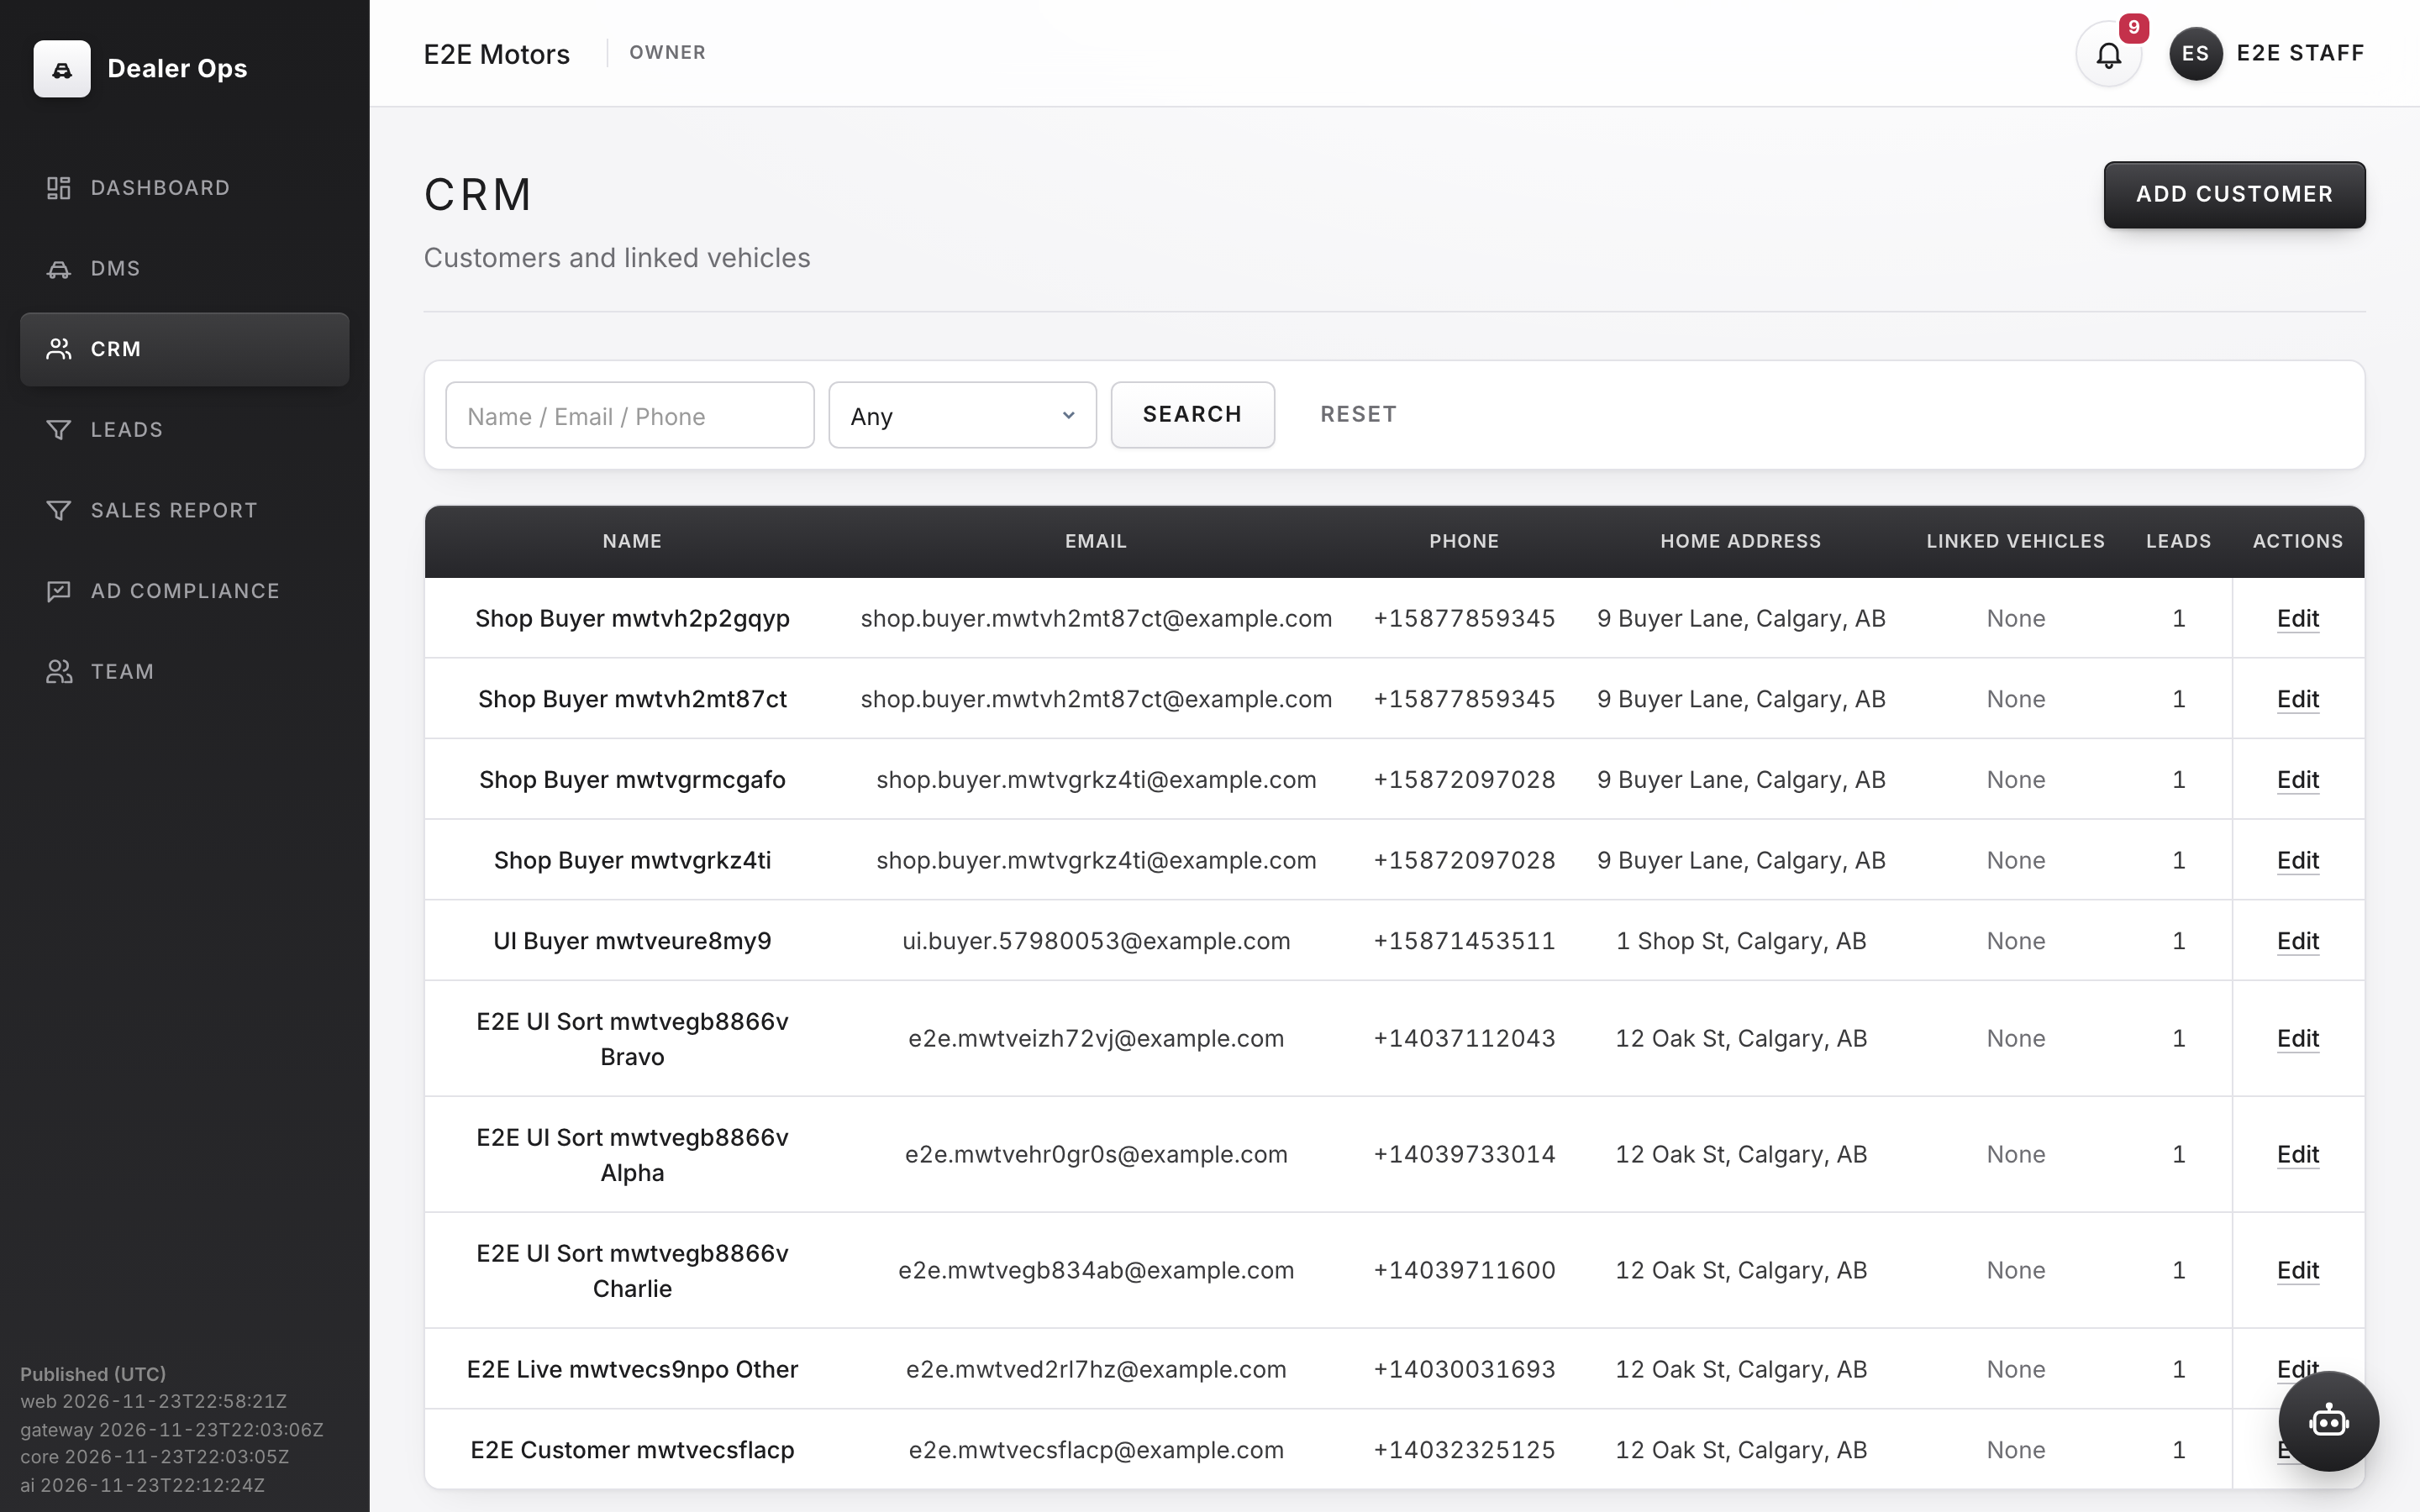 Dealer Ops
DASHBOARD
DMS
CRM
LEADS
SALES REPORT
AD COMPLIANCE
TEAM
Published (UTC)
web 2026-11-23T22:58:21Z
gateway 2026-11-23T22:03:06Z
core 2026-11-23T22:03:05Z
ai 2026-11-23T22:12:24Z
E2E Motors OWNER
9
ES E2E STAFF
CRM
ADD CUSTOMER
Customers and linked vehicles
Name / Email / Phone Any SEARCH RESET
NAME EMAIL PHONE HOME ADDRESS LINKED VEHICLES LEADS ACTIONS
Shop Buyer mwtvh2p2gqyp shop.buyer.mwtvh2mt87ct@example.com +15877859345 9 Buyer Lane, Calgary, AB None 1 Edit
Shop Buyer mwtvh2mt87ct shop.buyer.mwtvh2mt87ct@example.com +15877859345 9 Buyer Lane, Calgary, AB None 1 Edit
Shop Buyer mwtvgrmcgafo shop.buyer.mwtvgrkz4ti@example.com +15872097028 9 Buyer Lane, Calgary, AB None 1 Edit
Shop Buyer mwtvgrkz4ti shop.buyer.mwtvgrkz4ti@example.com +15872097028 9 Buyer Lane, Calgary, AB None 1 Edit
UI Buyer mwtveure8my9 ui.buyer.57980053@example.com +15871453511 1 Shop St, Calgary, AB None 1 Edit
E2E UI Sort mwtvegb8866v
Bravo
e2e.mwtveizh72vj@example.com +14037112043 12 Oak St, Calgary, AB None 1 Edit
E2E UI Sort mwtvegb8866v
Alpha
e2e.mwtvehr0gr0s@example.com +14039733014 12 Oak St, Calgary, AB None 1 Edit
E2E UI Sort mwtvegb8866v
Charlie
e2e.mwtvegb834ab@example.com +14039711600 12 Oak St, Calgary, AB None 1 Edit
E2E Live mwtvecs9npo Other e2e.mwtved2rl7hz@example.com +14030031693 12 Oak St, Calgary, AB None 1 Edit
E2E Customer mwtvecsflacp e2e.mwtvecsflacp@example.com +14032325125 12 Oak St, Calgary, AB None 1